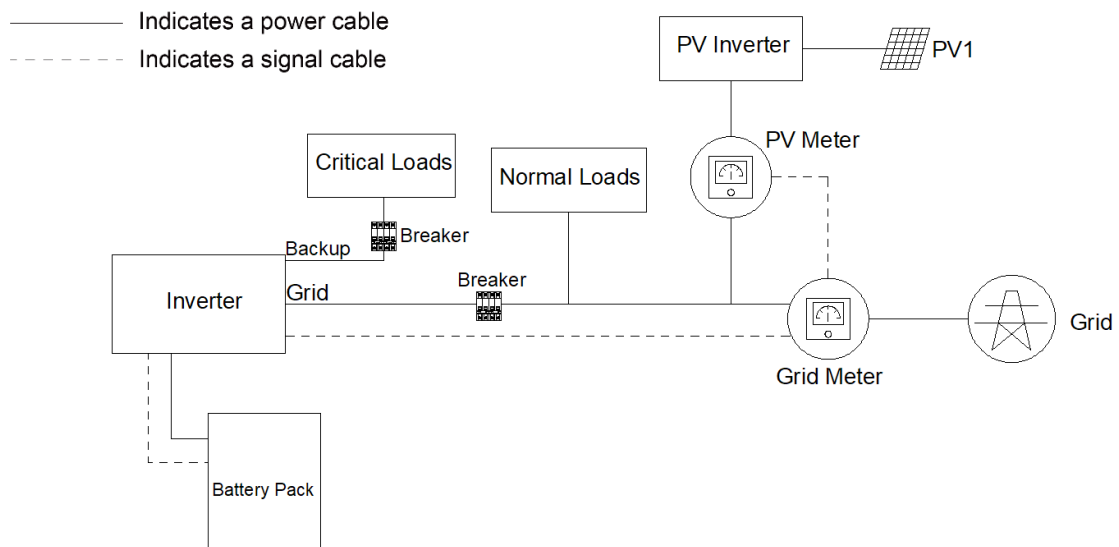 Indicates a power cable
Indicates a signal cable
PV Inverter
PV1
PV Meter
Critical Loads
Normal Loads
Breaker
Backup
Breaker
Inverter
Grid
Grid
Grid Meter
Battery Pack